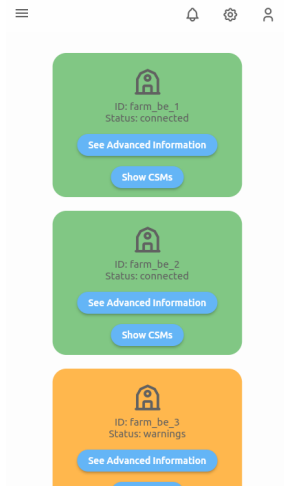 ID: farm_be_1
Status: connected
See Advanced Information
Show CSMs
ID: farm_be_2
Status: connected
See Advanced Information
Show CSMs
ID: farm_be_3
Status: warnings
See Advanced Information